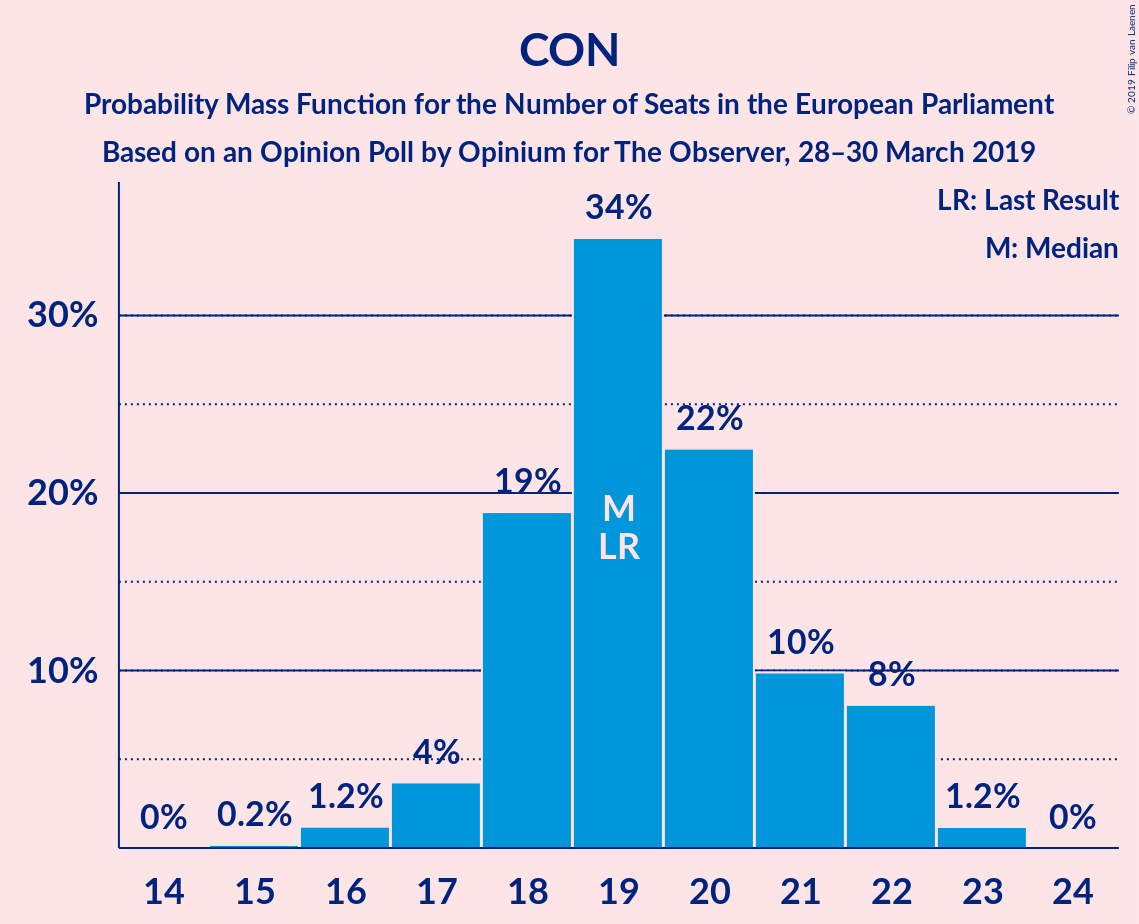 CON
Probability Mass Function for the Number of Seats in the European Parliament
Based on an Opinion Poll by Opinium for The Observer, 28–30 March 2019
© 2019 Filip van Laenen
LR: Last Result
M: Median
34%
30%
22%
19%
20%
M
LR
10%
10%
8%
4%
1.2%
1.2%
0.2%
0%
0%
14 15 16 17 18 19 20 21 22 23 24